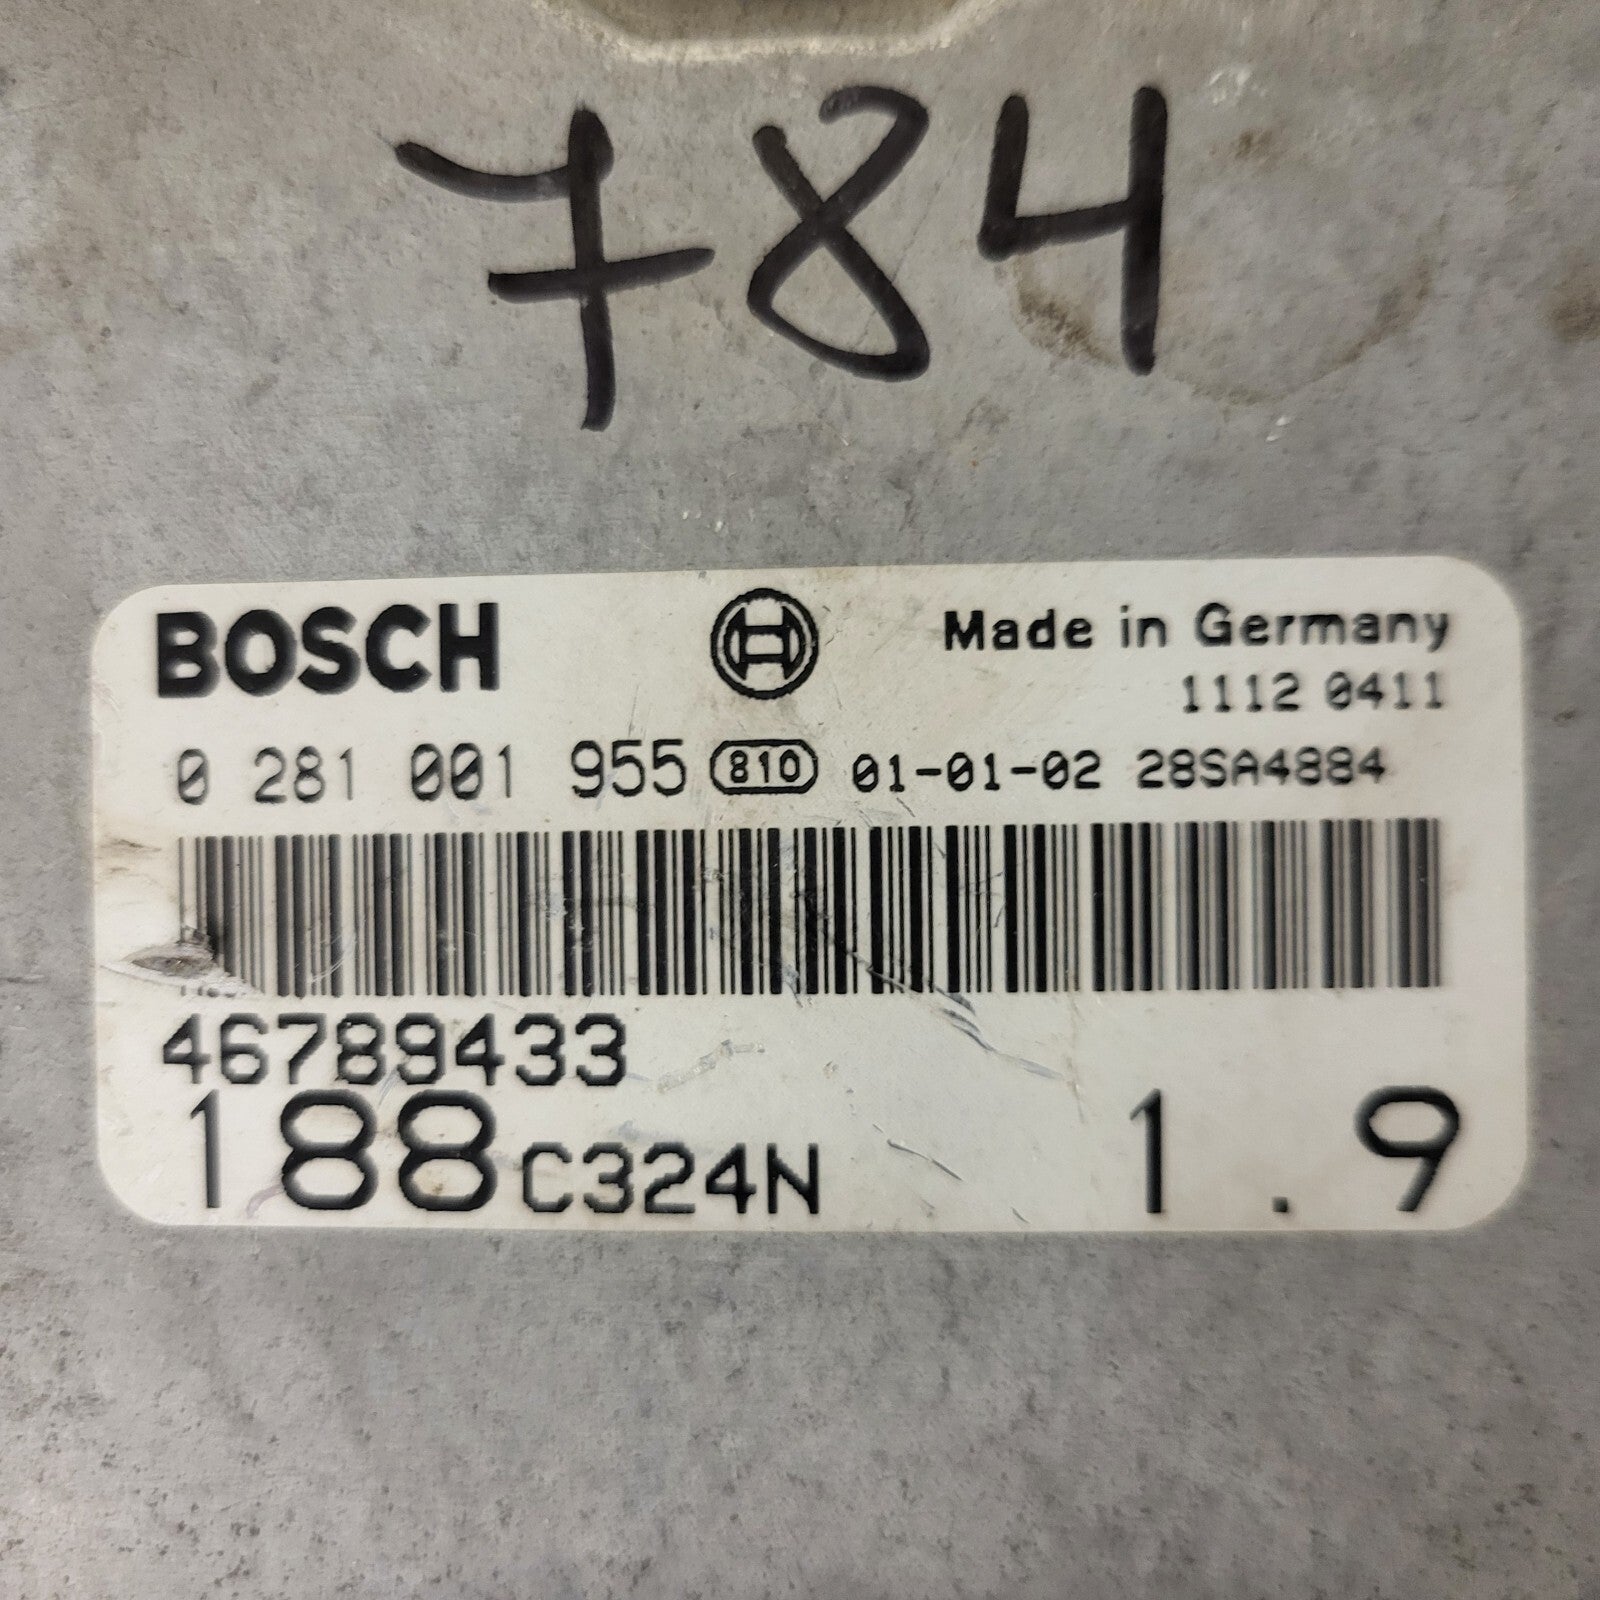 784
BOSCH Made in Germany
1112 0411
0 281 001 955 810 01-01-02 28SA4884
46789433
188C324N 1.9